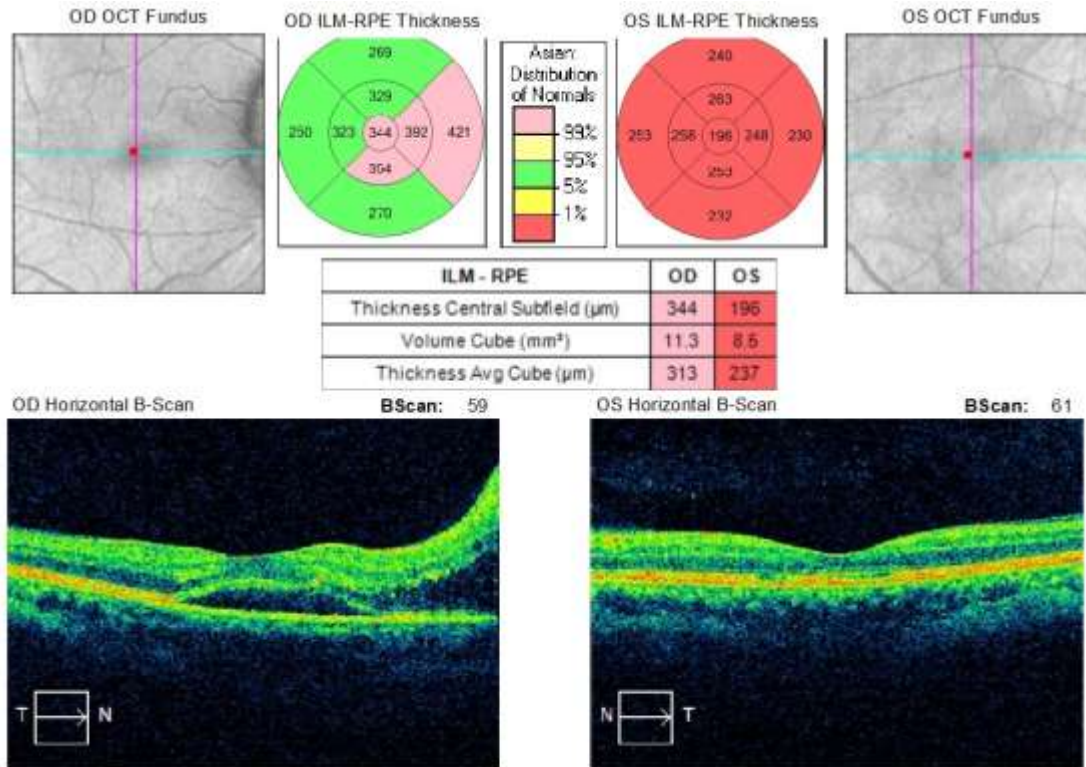 OD OCT Fundus
OD ILM-RPE Thickness
OS ILM-RPE Thickness
OS OCT Fundus
269
329
250 323 344 392 421
354
270
Asian
Distribution
of Normals
99%
95%
5%
1%
240
263
253 256 196 248 230
253
232
ILM - RPE OD OS
Thickness Central Subfield (μm) 344 196
Volume Cube (mm³) 11,3 8,5
Thickness Avg Cube (μm) 313 237
OD Horizontal B-Scan BScan: 59
OS Horizontal B-Scan BScan: 61
T N
N T